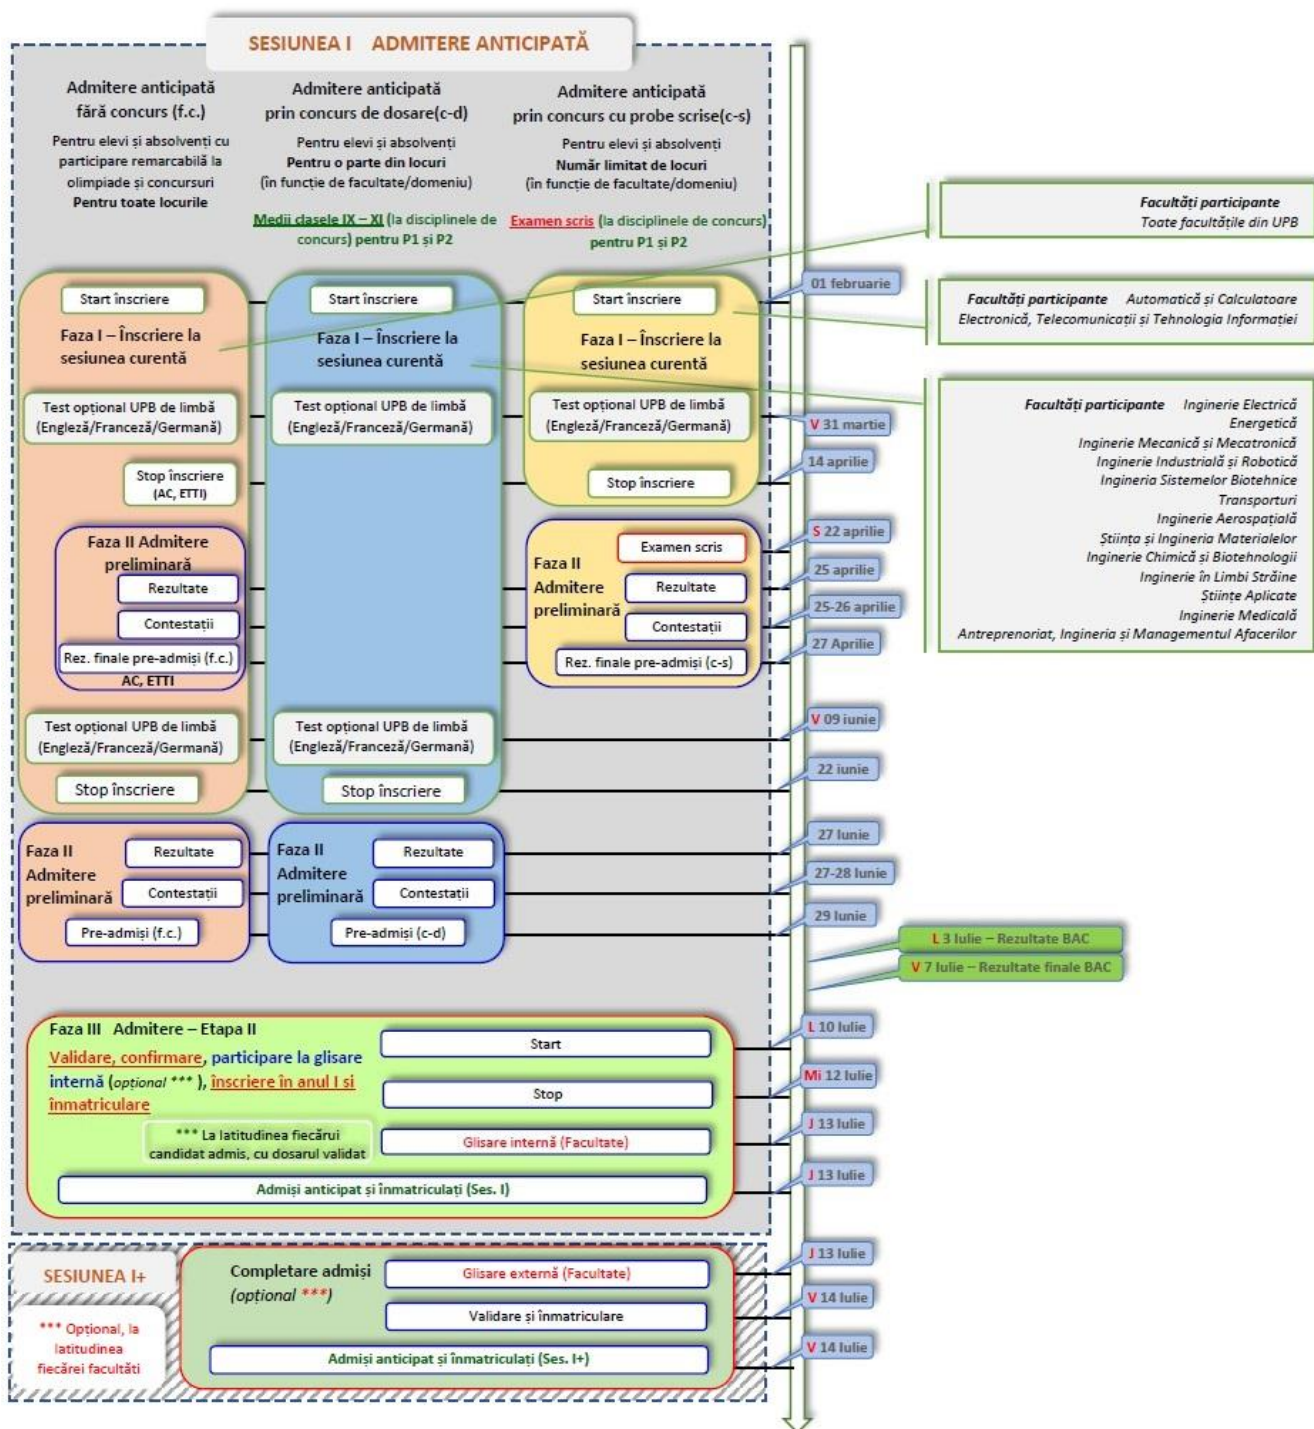 SESIUNEA I ADMITERE ANTICIPATĂ
Admitere anticipată
fără concurs (f.c.)
Pentru elevi și absolvenți cu
participare remarcabilă la
olimpiade și concursuri
Pentru toate locurile
Admitere anticipată
prin concurs de dosare(c-d)
Pentru elevi și absolvenți
Pentru o parte din locuri
(în funcție de facultate/domeniu)
Medii clasele IX – XI (la disciplinele de
concurs) pentru P1 și P2
Admitere anticipată
prin concurs cu probe scrise(c-s)
Pentru elevi și absolvenți
Număr limitat de locuri
(în funcție de facultate/domeniu)
Examen scris (la disciplinele de concurs)
pentru P1 și P2
Facultăți participante
Toate facultățile din UPB
Start înscriere
Start înscriere
Start înscriere
01 februarie
Facultăți participante Automatică și Calculatoare
Electronică, Telecomunicații și Tehnologia Informației
Faza I – Înscriere la
sesiunea curentă
Faza I – Înscriere la
sesiunea curentă
Faza I – Înscriere la
sesiunea curentă
Test opțional UPB de limbă
(Engleză/Franceză/Germană)
Test opțional UPB de limbă
(Engleză/Franceză/Germană)
Test opțional UPB de limbă
(Engleză/Franceză/Germană)
V 31 martie
Facultăți participante Inginerie Electrică
Energetică
Inginerie Mecanică și Mecatronică
Inginerie Industrială și Robotică
Ingineria Sistemelor Biotehnice
Transporturi
Inginerie Aerospațială
Știința și Ingineria Materialelor
Inginerie Chimică și Biotehnologii
Inginerie în Limbi Străine
Științe Aplicate
Inginerie Medicală
Antreprenoriat, Ingineria și Managementul Afacerilor
Stop înscriere
(AC, ETTI)
Stop înscriere
14 aprilie
Faza II Admitere
preliminară
Rezultate
Contestații
Rez. finale pre-admiși (f.c.)
AC, ETTI
Faza II
Admitere
preliminară
Examen scris
Rezultate
Contestații
Rez. finale pre-admiși (c-s)
S 22 aprilie
25 aprilie
25-26 aprilie
27 Aprilie
Test opțional UPB de limbă
(Engleză/Franceză/Germană)
Test opțional UPB de limbă
(Engleză/Franceză/Germană)
V 09 iunie
Stop înscriere
Stop înscriere
22 iunie
Faza II
Admitere
preliminară
Rezultate
Contestații
Pre-admiși (f.c.)
Faza II
Admitere
preliminară
Rezultate
Contestații
Pre-admiși (c-d)
27 Iunie
27-28 Iunie
29 Iunie
L 3 Iulie – Rezultate BAC
V 7 Iulie – Rezultate finale BAC
Faza III Admitere – Etapa II
Validare, confirmare, participare la glisare
internă (opțional *** ), înscriere în anul I si
înmatriculare
*** La latitudinea fiecărui
candidat admis, cu dosarul validat
Start
Stop
Glisare internă (Facultate)
Admiși anticipat și înmatriculați (Ses. I)
L 10 Iulie
Mi 12 Iulie
J 13 Iulie
J 13 Iulie
SESIUNEA I+
*** Opțional, la
latitudinea
fiecărei facultăti
Completare admiși
(opțional ***)
Glisare externă (Facultate)
Validare și înmatriculare
Admiși anticipat și înmatriculați (Ses. I+)
J 13 Iulie
V 14 Iulie
V 14 Iulie